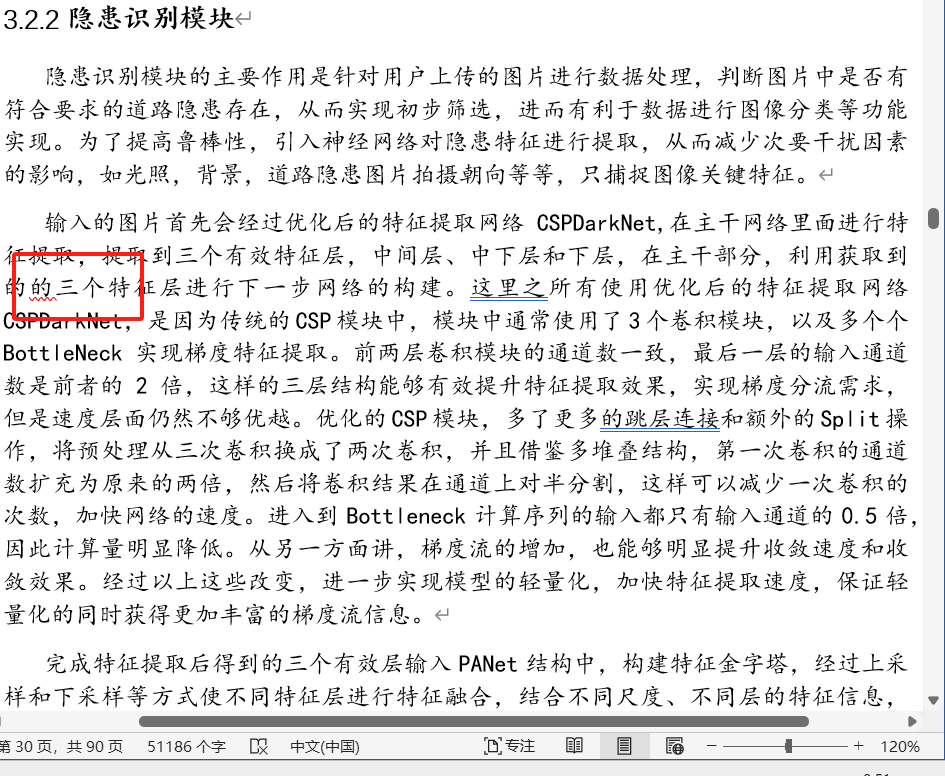 3.2.2 隐患识别模块↵
隐患识别模块的主要作用是针对用户上传的图片进行数据处理，判断图片中是否有
符合要求的道路隐患存在，从而实现初步筛选，进而有利于数据进行图像分类等功能
实现。为了提高鲁棒性，引入神经网络对隐患特征进行提取，从而减少次要干扰因素
的影响，如光照，背景，道路隐患图片拍摄朝向等等，只捕捉图像关键特征。↵
输入的图片首先会经过优化后的特征提取网络 CSPDarkNet,在主干网络里面进行特
征提取，提取到三个有效特征层，中间层、中下层和下层，在主干部分，利用获取到
的的三个特征层进行下一步网络的构建。这里之所有使用优化后的特征提取网络
CSPDarkNet，是因为传统的 CSP 模块中，模块中通常使用了 3 个卷积模块，以及多个个
BottleNeck 实现梯度特征提取。前两层卷积模块的通道数一致，最后一层的输入通道
数是前者的 2 倍，这样的三层结构能够有效提升特征提取效果，实现梯度分流需求，
但是速度层面仍然不够优越。优化的 CSP 模块，多了更多的跳层连接和额外的 Split 操
作，将预处理从三次卷积换成了两次卷积，并且借鉴多堆叠结构，第一次卷积的通道
数扩充为原来的两倍，然后将卷积结果在通道上对半分割，这样可以减少一次卷积的
次数，加快网络的速度。进入到 Bottleneck 计算序列的输入都只有输入通道的 0.5 倍，
因此计算量明显降低。从另一方面讲，梯度流的增加，也能够明显提升收敛速度和收
敛效果。经过以上这些改变，进一步实现模型的轻量化，加快特征提取速度，保证轻
量化的同时获得更加丰富的梯度流信息。↵
完成特征提取后得到的三个有效层输入 PANet 结构中，构建特征金字塔，经过上采
样和下采样等方式使不同特征层进行特征融合，结合不同尺度、不同层的特征信息，
第 30 页，共 90 页 51186 个字 中文(中国) 专注 120%